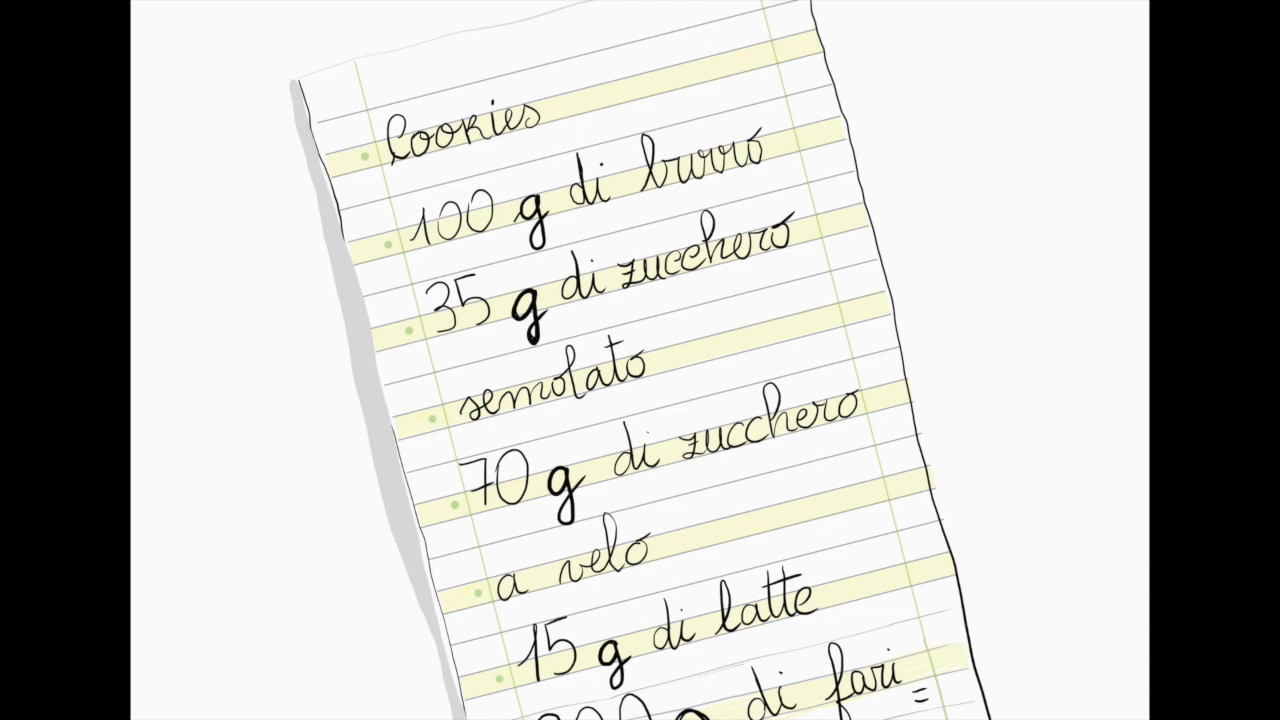 Cookies
100 g di burro
35 g di zucchero
semolato
70 g di zucchero
a velo
15 g di latte
g di fari=